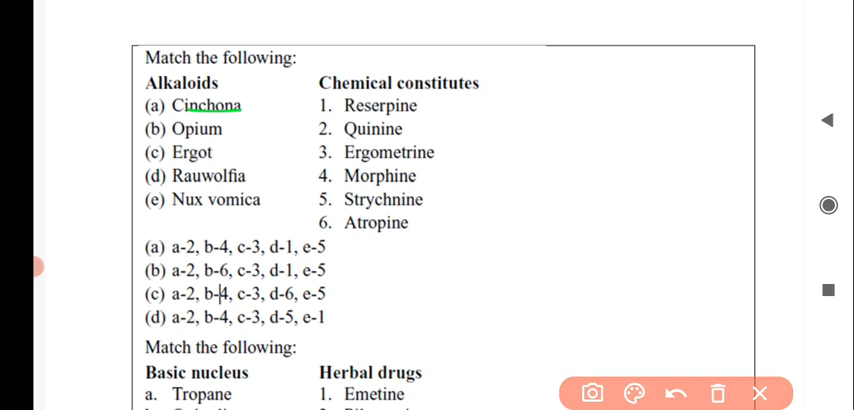 Match the following:
Alkaloids Chemical constitutes
(a) Cinchona 1. Reserpine
(b) Opium 2. Quinine
(c) Ergot 3. Ergometrine
(d) Rauwolfia 4. Morphine
(e) Nux vomica 5. Strychnine
6. Atropine
(a) a-2, b-4, c-3, d-1, e-5
(b) a-2, b-6, c-3, d-1, e-5
(c) a-2, b-4, c-3, d-6, e-5
(d) a-2, b-4, c-3, d-5, e-1
Match the following:
Basic nucleus Herbal drugs
a. Tropane 1. Emetine